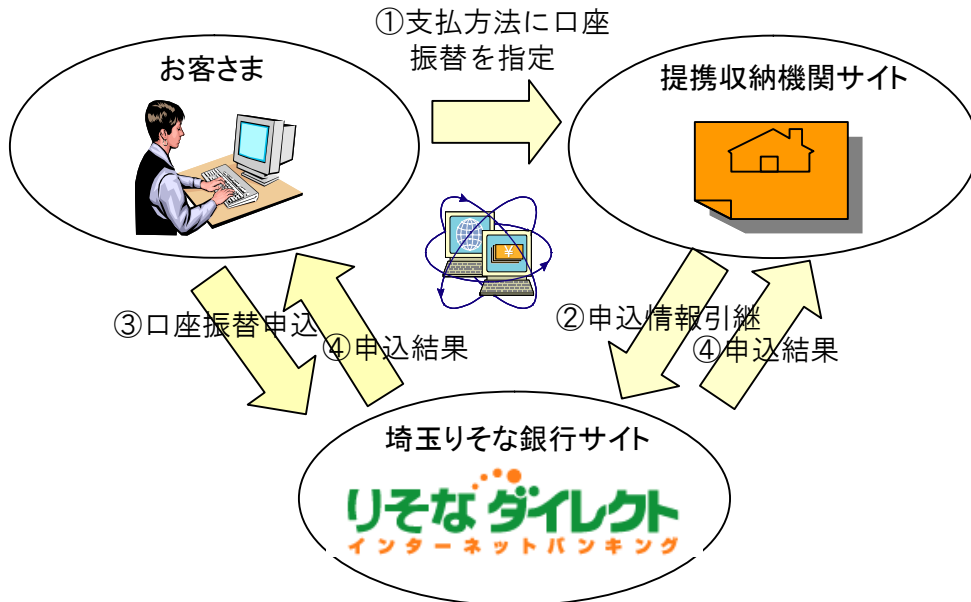 ①支払方法に口座
振替を指定
お客さま
提携収納機関サイト
¥
③口座振替申込
④申込結果
②申込情報引継
④申込結果
埼玉りそな銀行サイト
りそなダイレクト
インターネットバンキング